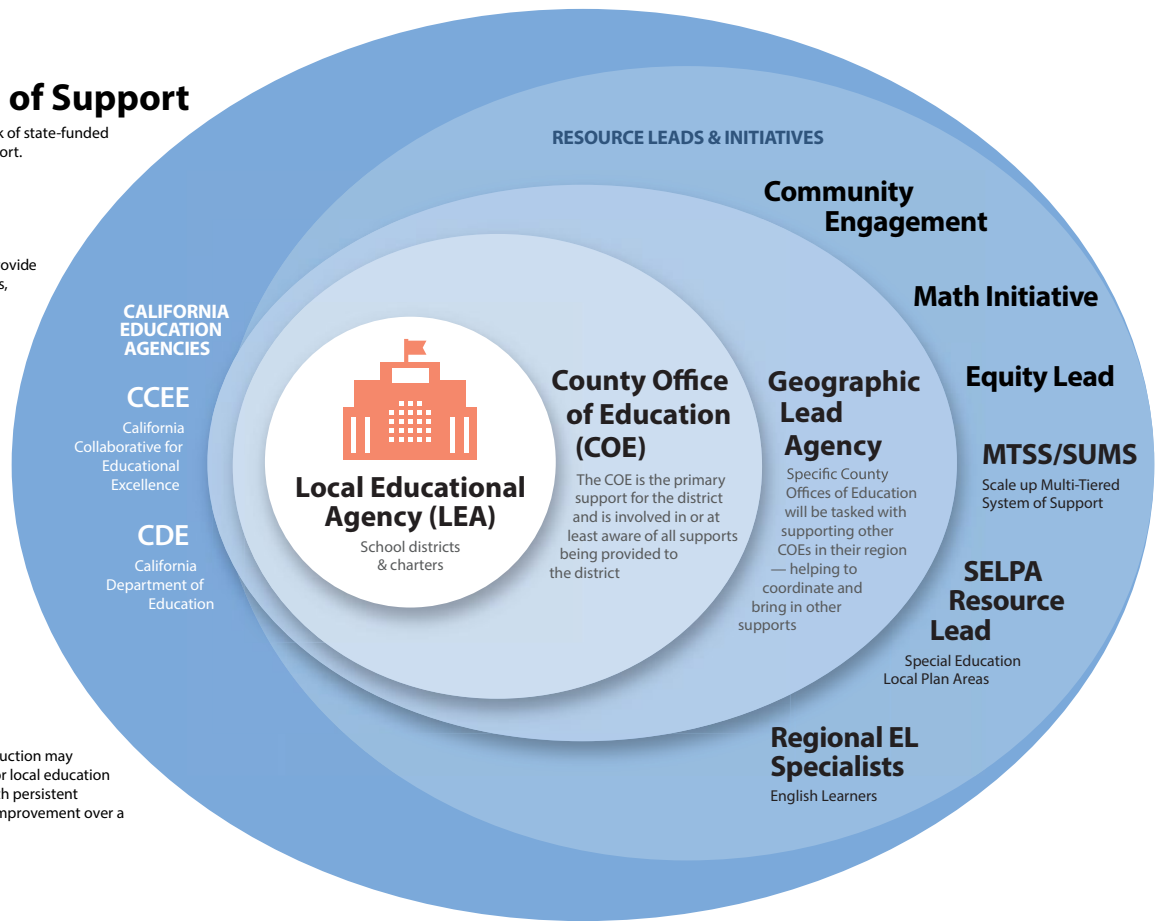 of Support
of state-funded
ort.
ovide
s,
RESOURCE LEADS & INITIATIVES
Community
Engagement
Math Initiative
Equity Lead
MTSS/SUMS
Scale up Multi-Tiered
System of Support
SELPA
Resource
Lead
Special Education
Local Plan Areas
Regional EL
Specialists
English Learners
CALIFORNIA
EDUCATION
AGENCIES
CCEE
California
Collaborative for
Educational
Excellence
CDE
California
Department of
Education
Local Educational
Agency (LEA)
School districts
& charters
County Office
of Education
(COE)
The COE is the primary
support for the district
and is involved in or at
least aware of all supports
being provided to
the district
Geographic
Lead
Agency
Specific County
Offices of Education
will be tasked with
supporting other
COEs in their region
— helping to
coordinate and
bring in other
supports
uction may
or local education
th persistent
mprovement over a